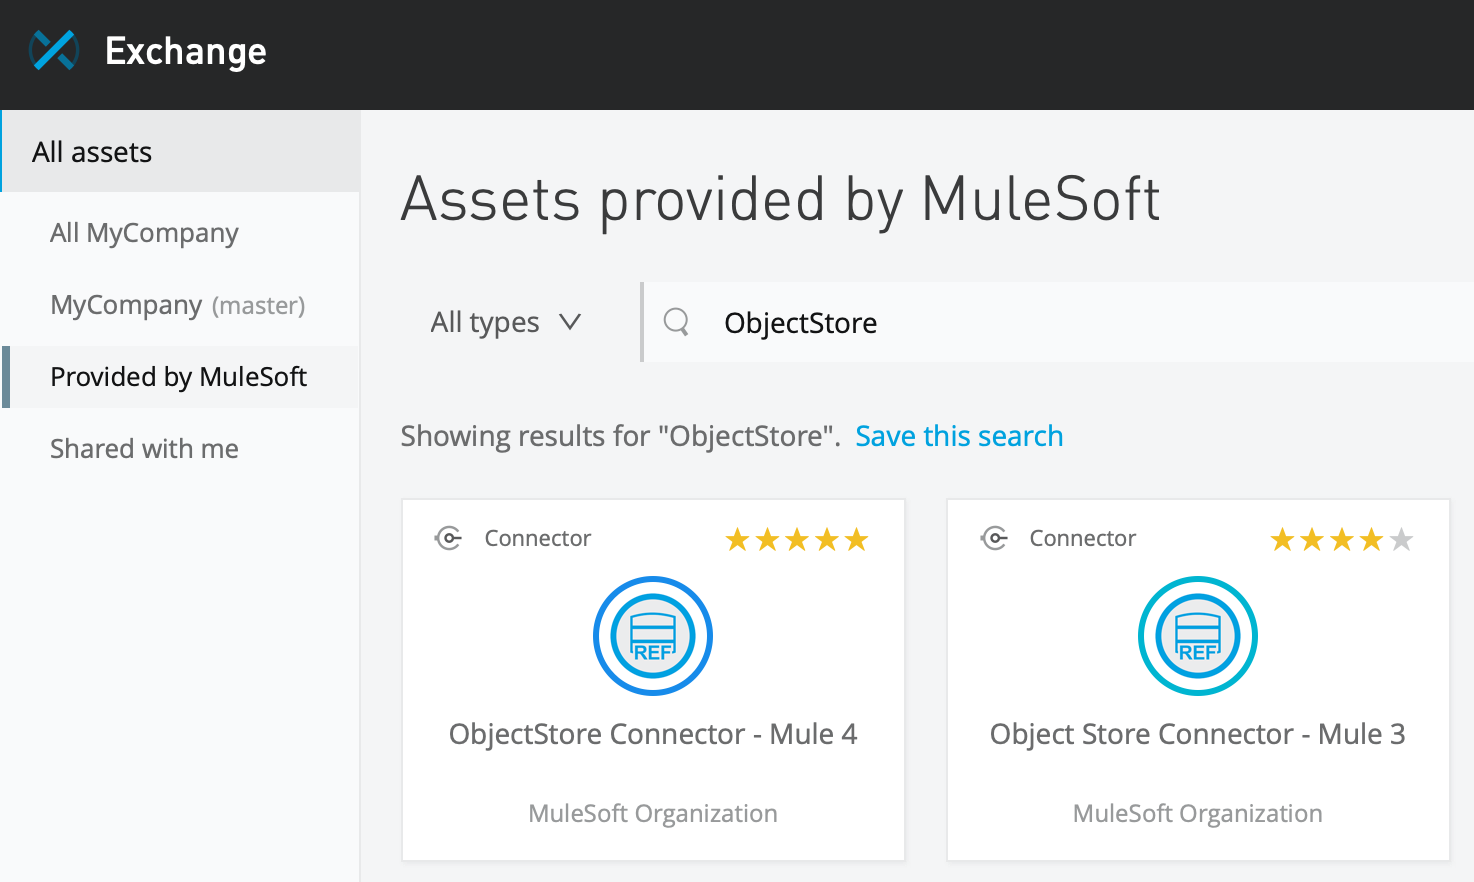 Exchange
All assets
All MyCompany
MyCompany (master)
Provided by MuleSoft
Shared with me
Assets provided by MuleSoft
All types
ObjectStore
Showing results for "ObjectStore". Save this search
Connector
REF
ObjectStore Connector - Mule 4
MuleSoft Organization
Connector
REF
Object Store Connector - Mule 3
MuleSoft Organization